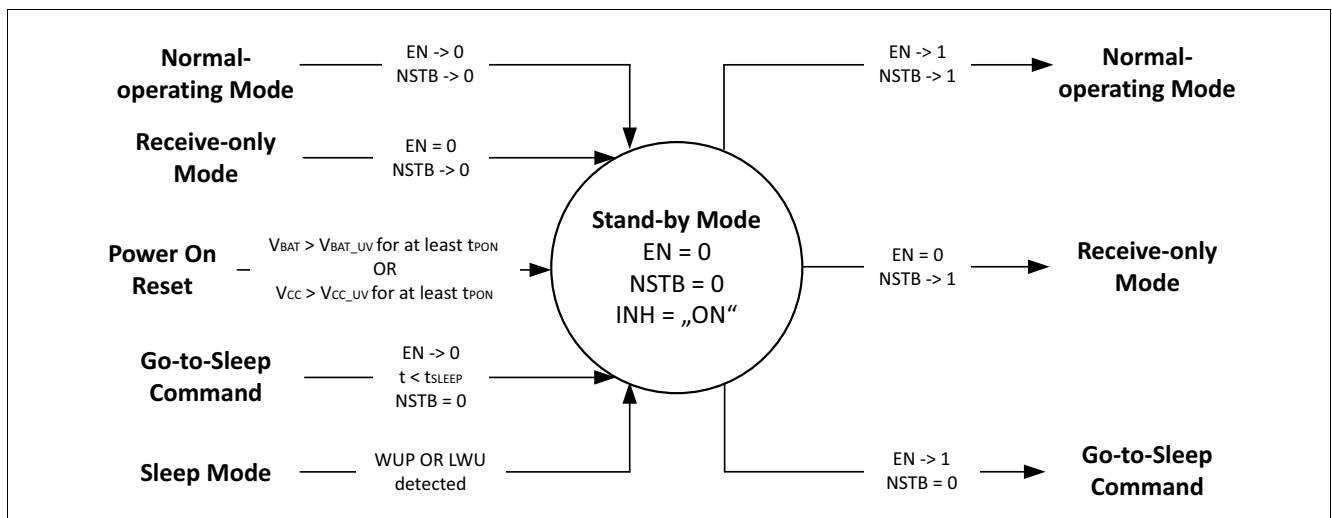 Normal-
operating Mode
EN -> 0
NSTB -> 0
Receive-only
Mode
EN = 0
NSTB -> 0
Power On
Reset
VBAT > VBAT_UV for at least tPON
OR
VCC > VCC_UV for at least tPON
Go-to-Sleep
Command
EN -> 0
t < tSLEEP
NSTB = 0
Sleep Mode
WUP OR LWU
detected
Stand-by Mode
EN = 0
NSTB = 0
INH = „ON“
EN -> 1
NSTB -> 1
Normal-
operating Mode
EN = 0
NSTB -> 1
Receive-only
Mode
EN -> 1
NSTB = 0
Go-to-Sleep
Command